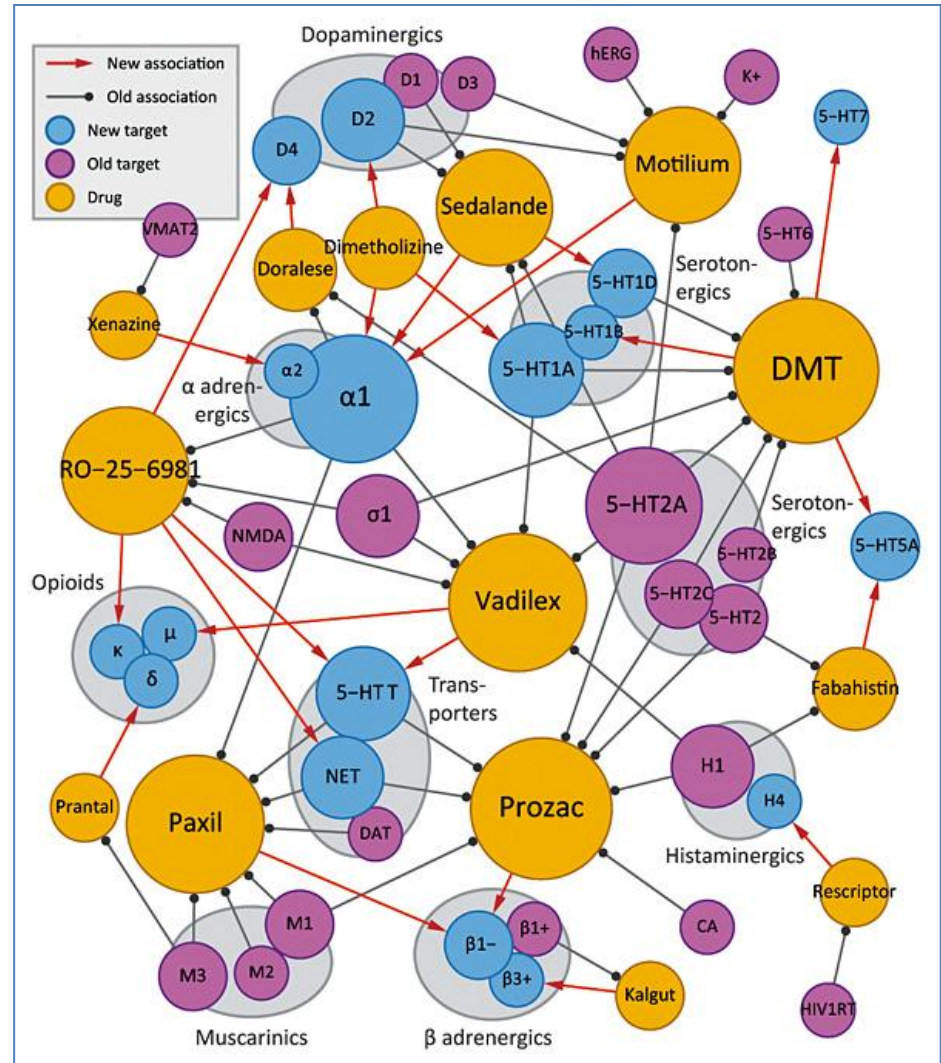 Dopaminergics
New association
Old association
New target
Old target
Drug
D1
D3
D2
D4
hERG
K+
5-HT7
Motilium
Sedalande
VMAT2
5-HT6
Doralese
Dimetholizine
Seroton-
ergics
5-HT1D
5-HT1B
5-HT1A
Xenazine
α2
α adren-
ergics
α1
DMT
RO-25-6981
NMDA
σ1
5-HT2A
Seroton-
ergics
5-HT2B
5-HT2C
5-HT2
5-HT5A
Opioids
κ
μ
δ
Vadilex
5-HTT
Trans-
porters
NET
DAT
Fabahistin
H1
H4
Histaminergics
Prantal
Paxil
Prozac
Rescriptor
M1
M2
M3
Muscarinics
β1-
β1+
β3+
β adrenergics
CA
Kalgut
HIV1RT